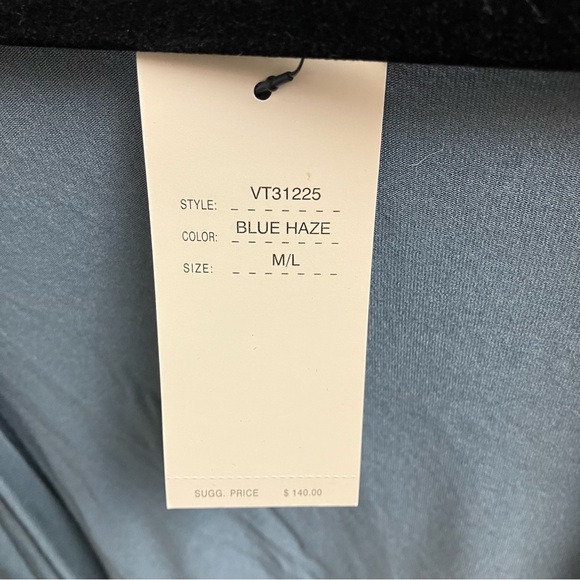 STYLE: VT31225
COLOR: BLUE HAZE
SIZE: M/L
SUGG. PRICE $ 140.00